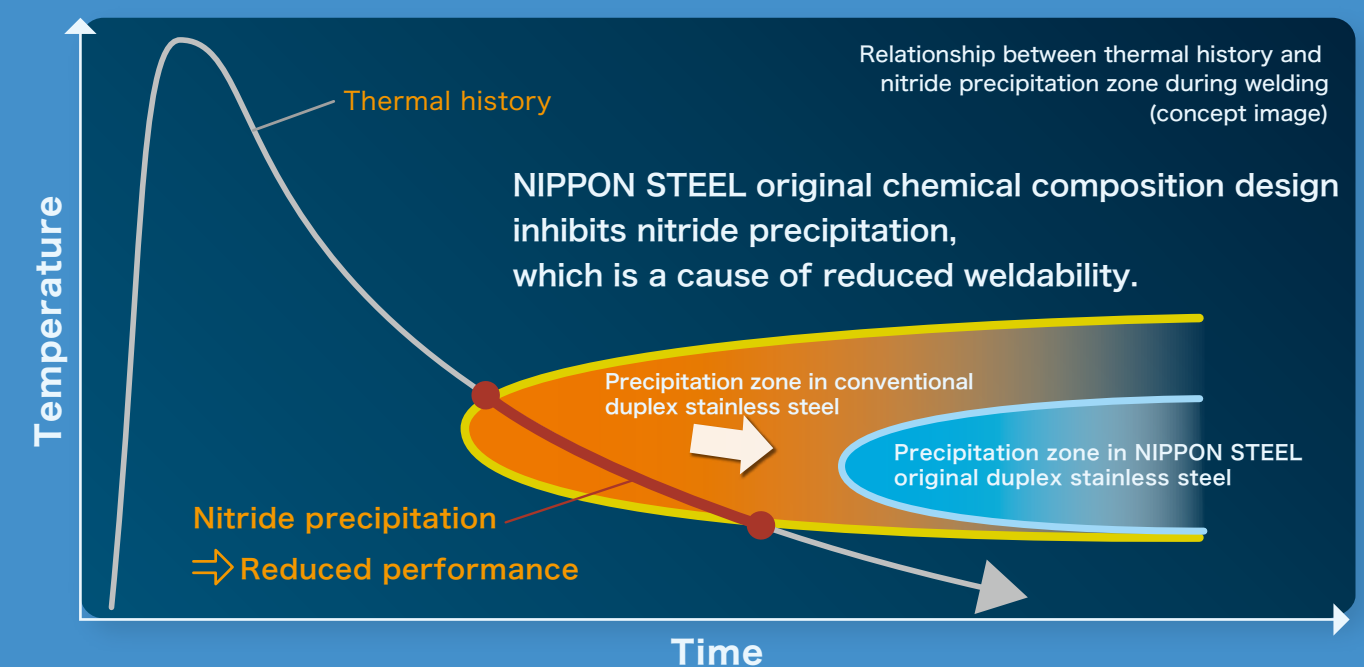 Relationship between thermal history and
nitride precipitation zone during welding
(concept image)
Thermal history
NIPPON STEEL original chemical composition design
inhibits nitride precipitation,
which is a cause of reduced weldability.
Temperature
Precipitation zone in conventional
duplex stainless steel
Precipitation zone in NIPPON STEEL
original duplex stainless steel
Nitride precipitation
⇨ Reduced performance
Time